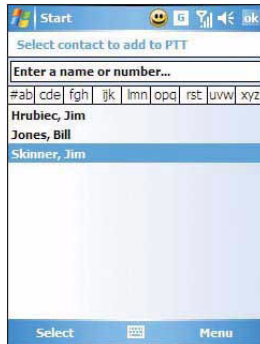 Start G ok
Select contact to add to PTT
Enter a name or number...
#ab cde fgh ijk lmn opq rst uvw xyz
Hrubiec, Jim
Jones, Bill
Skinner, Jim
Select Menu